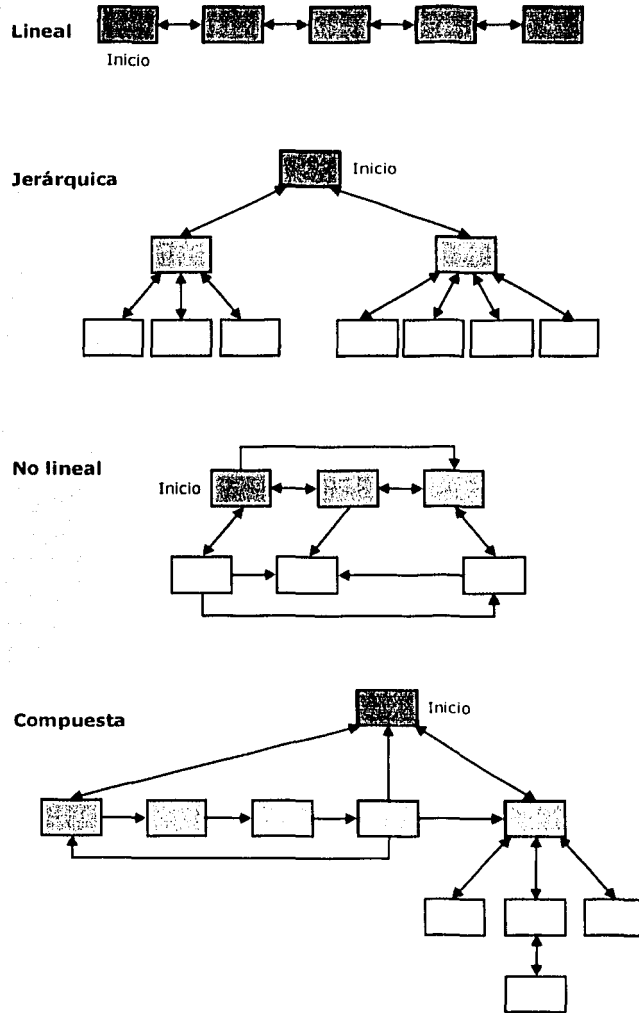 Lineal
Inicio
Jerárquica
Inicio
No lineal
Inicio
Compuesta
Inicio